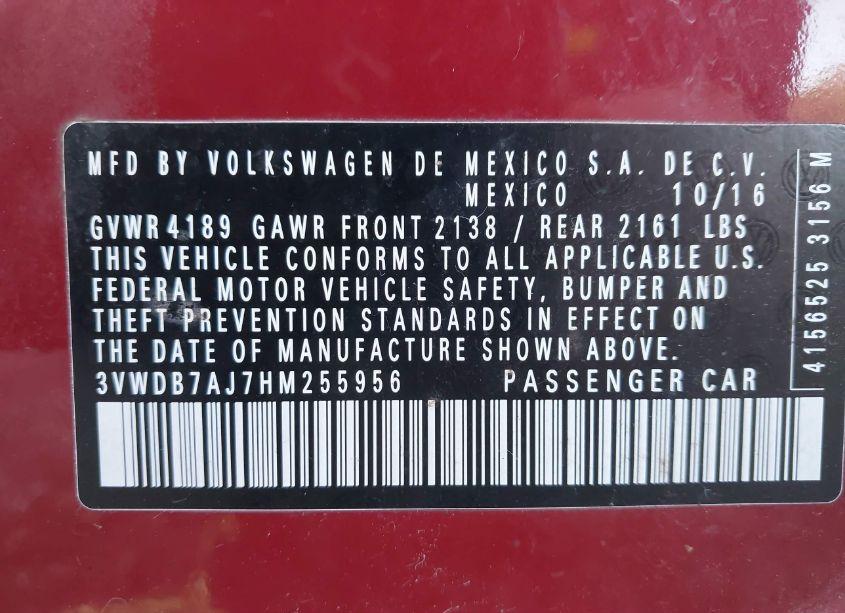 MFD BY VOLKSWAGEN DE MEXICO S.A. DE C.V.
MEXICO 10/16
GVWR4189 GAWR FRONT 2138 / REAR 2161 LBS
THIS VEHICLE CONFORMS TO ALL APPLICABLE U.S.
FEDERAL MOTOR VEHICLE SAFETY, BUMPER AND
THEFT PREVENTION STANDARDS IN EFFECT ON
THE DATE OF MANUFACTURE SHOWN ABOVE.
3VWDB7AJ7HM255956 PASSENGER CAR
4156525 3156 M